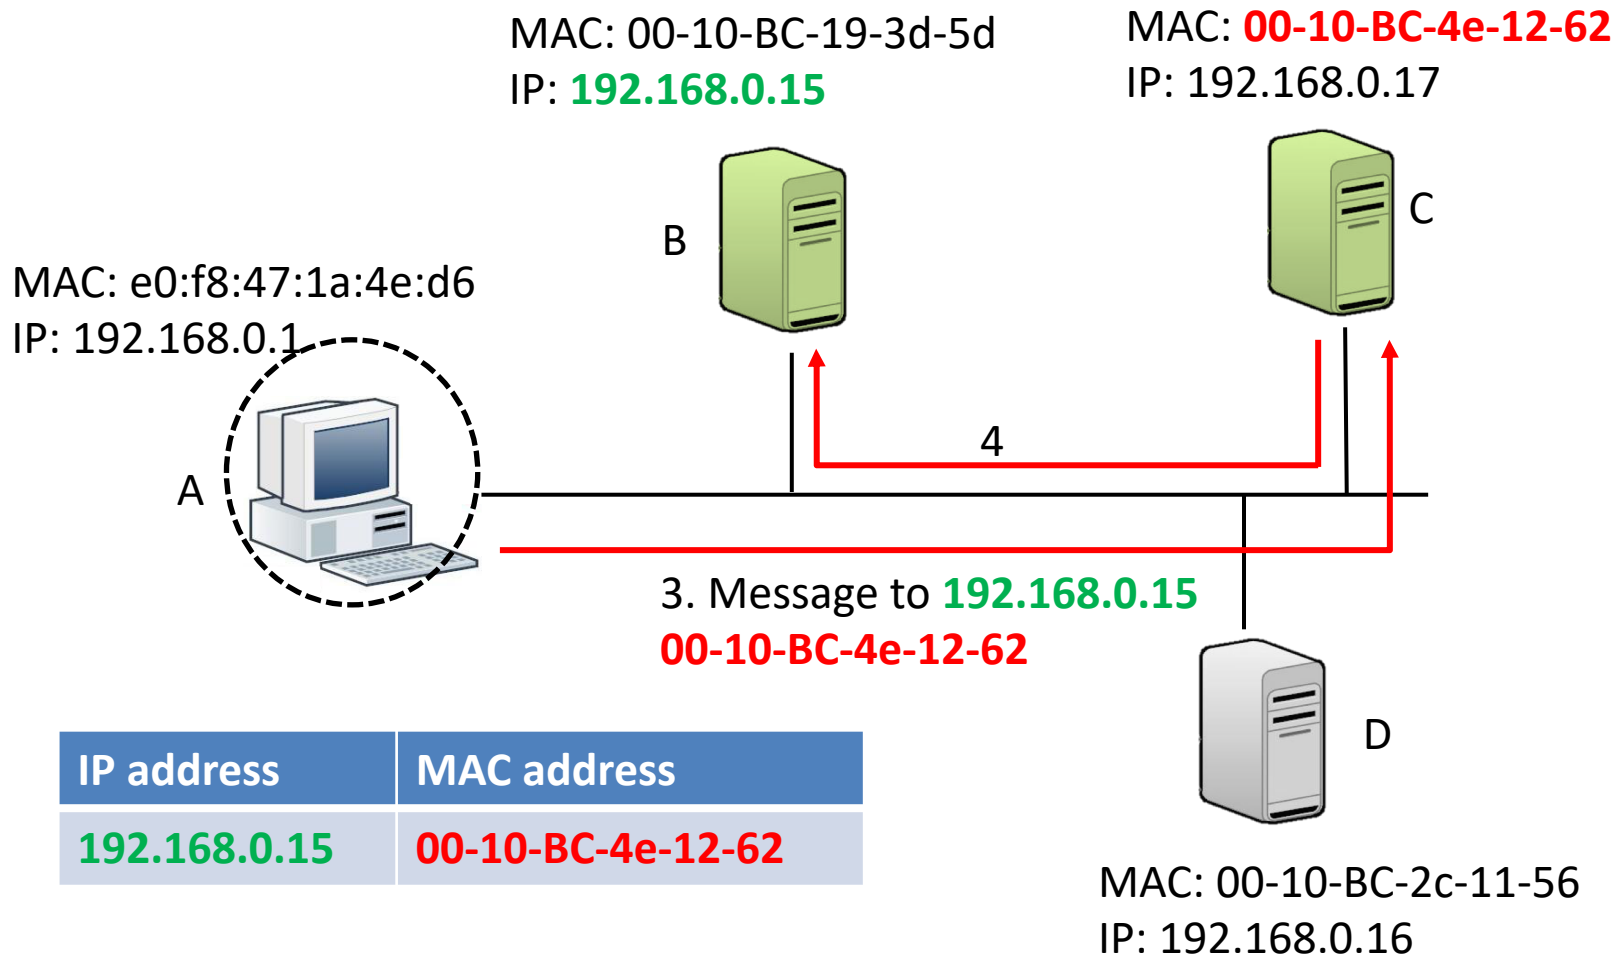 MAC: 00-10-BC-19-3d-5d
IP: 192.168.0.15
MAC: 00-10-BC-4e-12-62
IP: 192.168.0.17
B
C
MAC: e0:f8:47:1a:4e:d6
IP: 192.168.0.1
A
4
3. Message to 192.168.0.15
00-10-BC-4e-12-62
D
IP address MAC address
192.168.0.15 00-10-BC-4e-12-62
MAC: 00-10-BC-2c-11-56
IP: 192.168.0.16